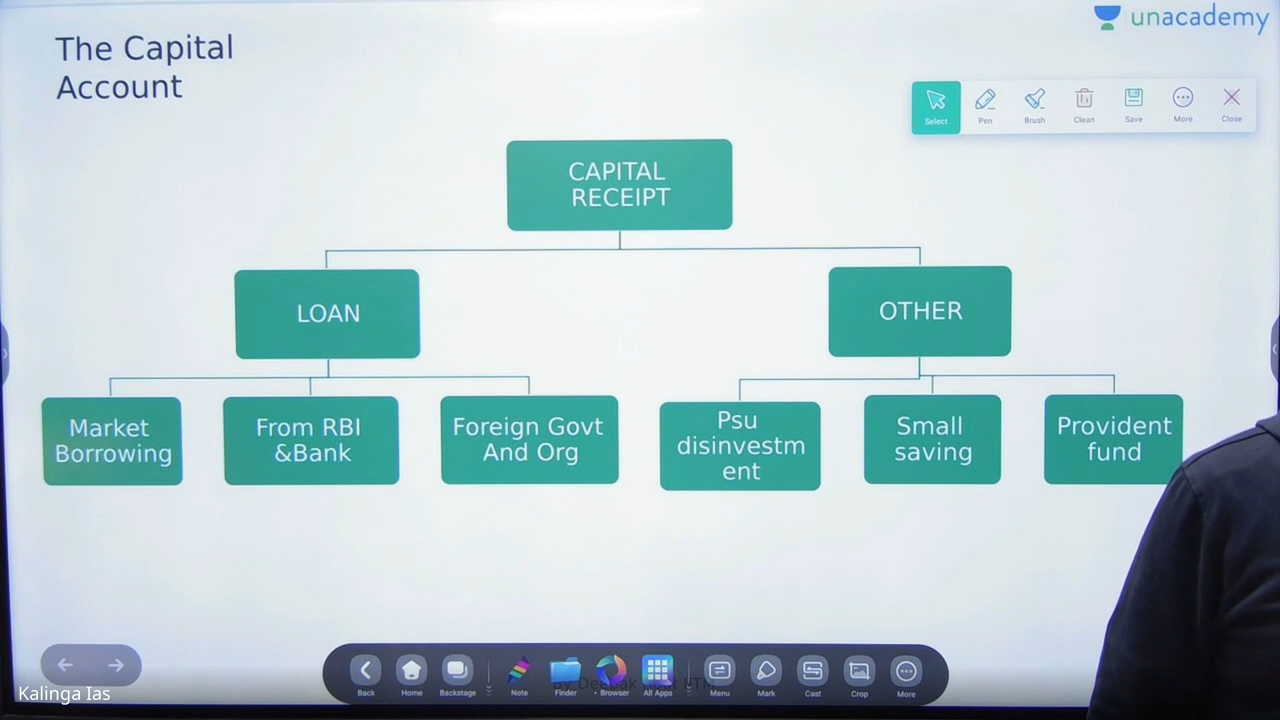 The Capital
Account
unacademy
Select
Pen
Brush
Clean
Save
More
Close
CAPITAL
RECEIPT
LOAN
OTHER
Market
Borrowing
From RBI
&Bank
Foreign Govt
And Org
Psu
disinvestm
ent
Small
saving
Provident
fund
Back
Home
Backstage
Note
Finder
Browser
All Apps
Menu
Mark
Cast
Crop
More
Kalinga Ias